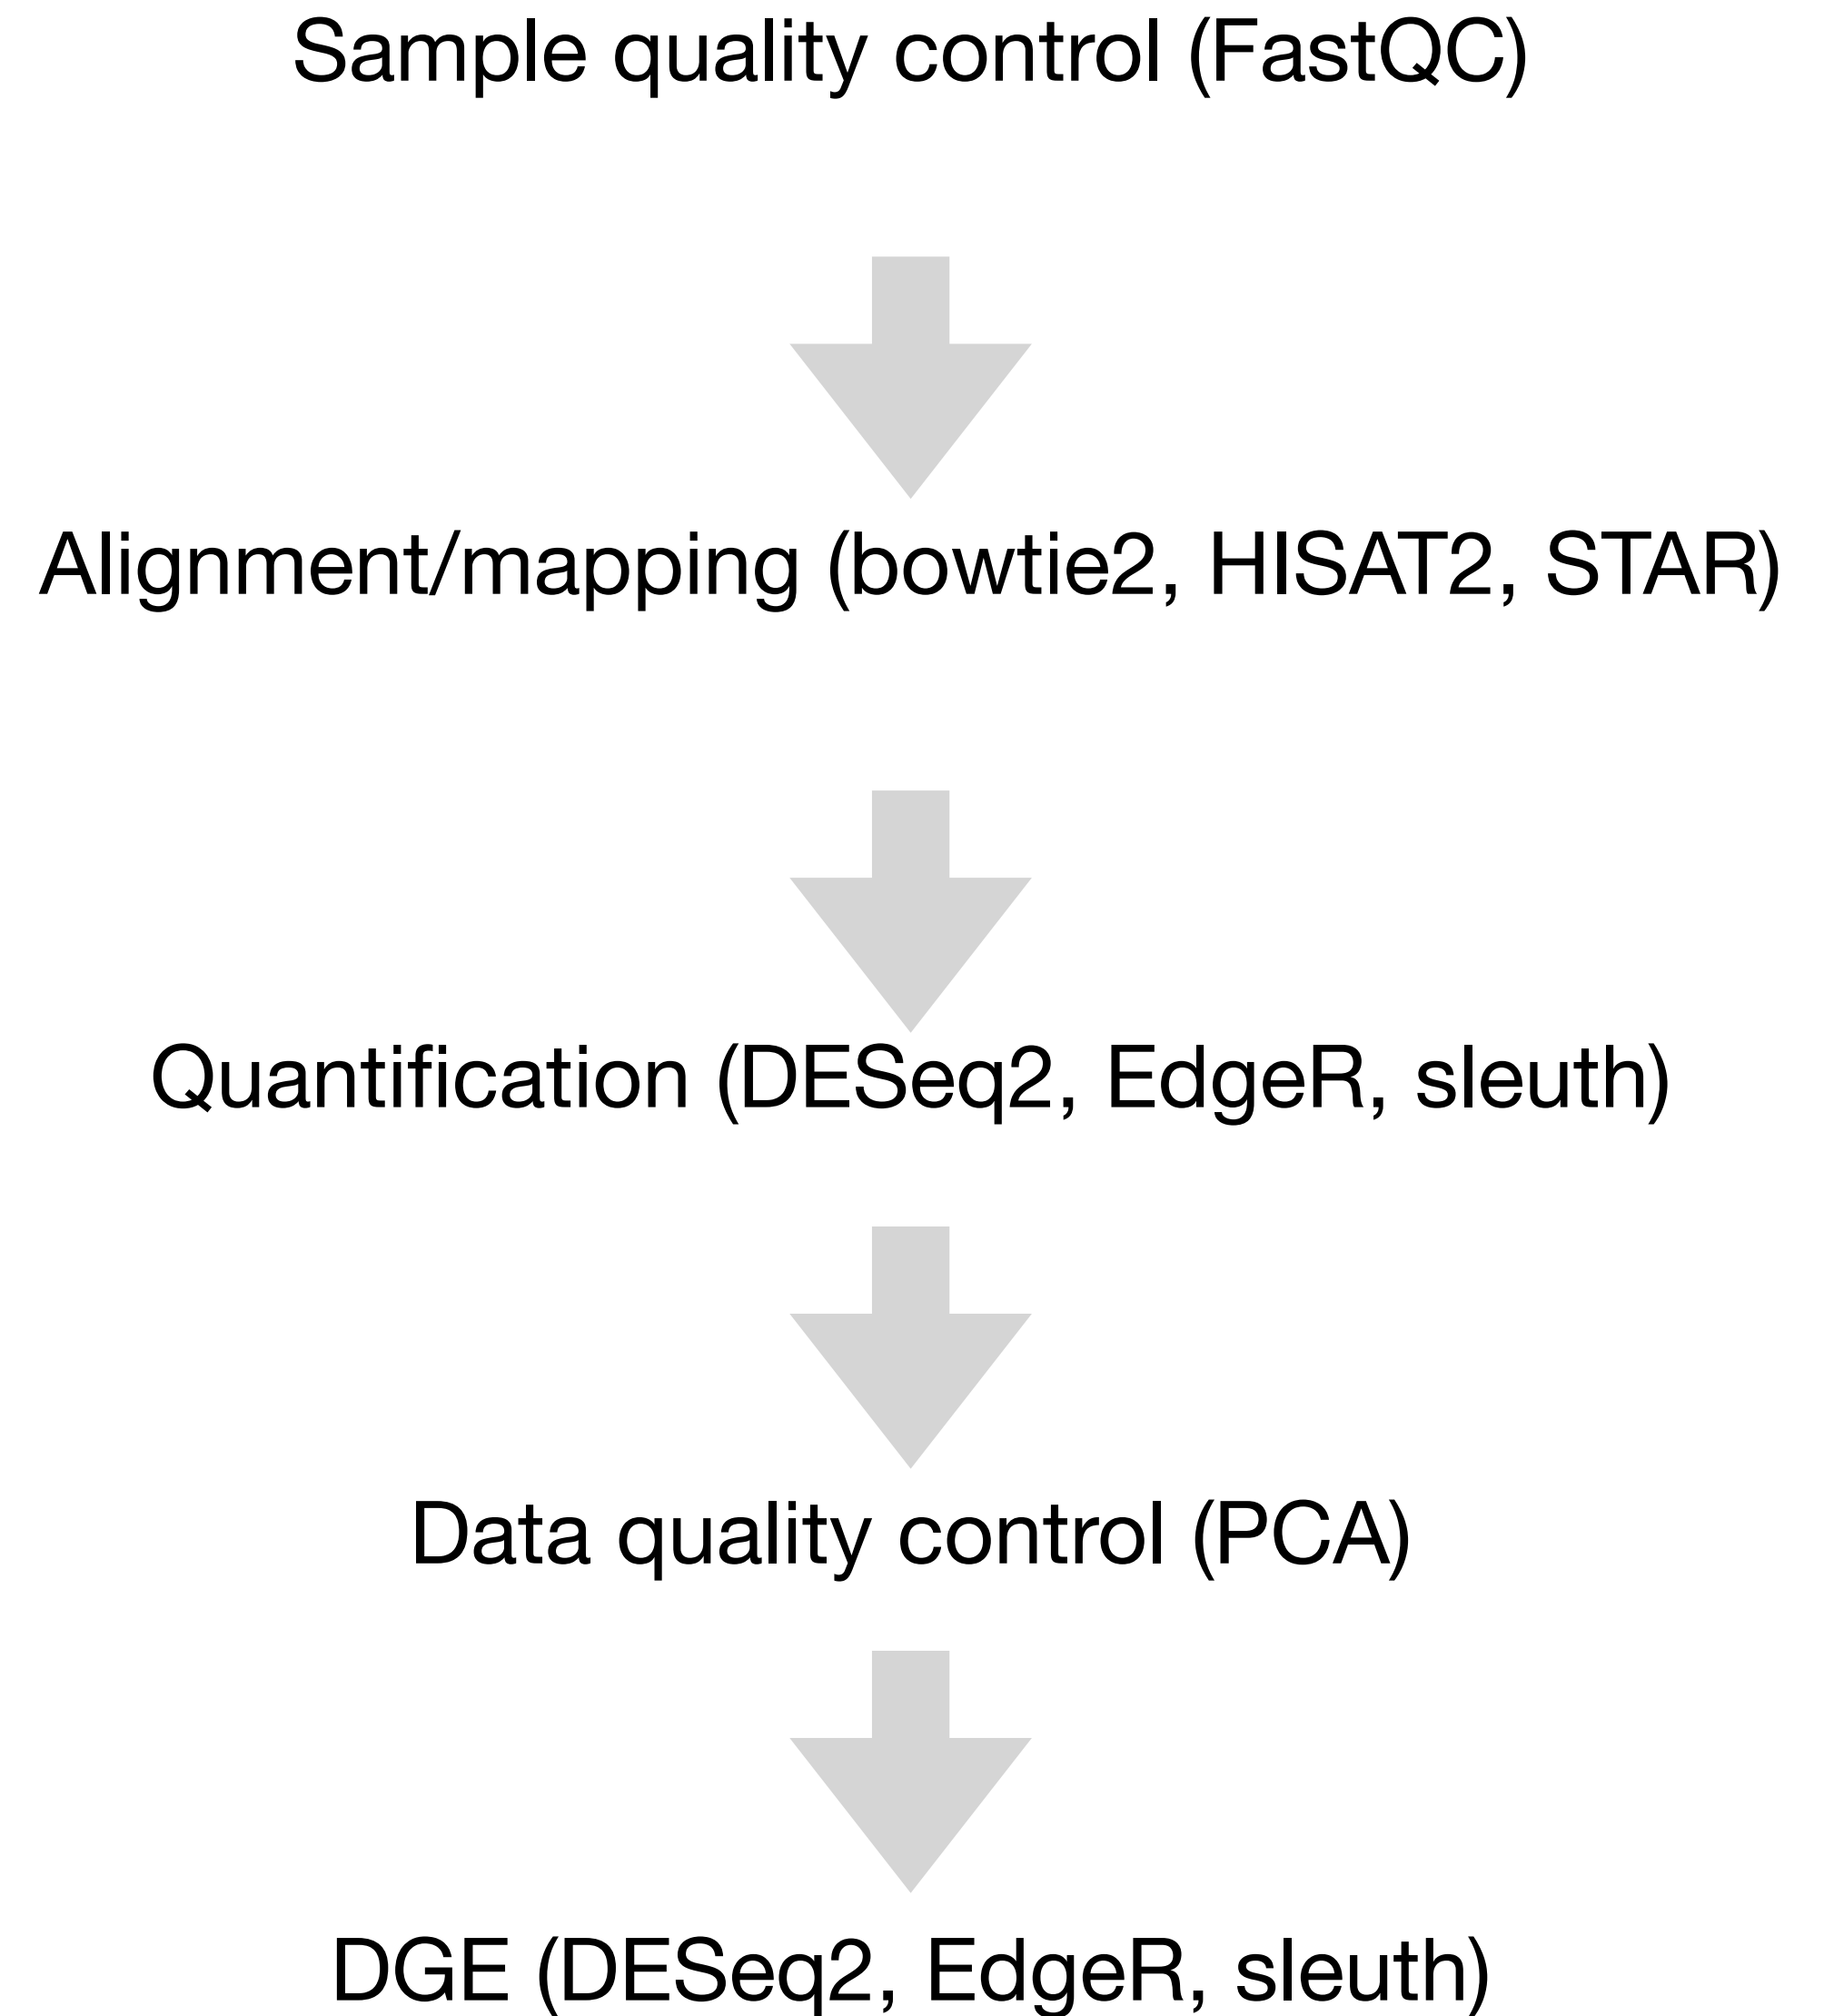 Sample quality control (FastQC)
Alignment/mapping (bowtie2, HISAT2, STAR)
Quantification (DESeq2, EdgeR, sleuth)
Data quality control (PCA)
DGE (DESeq2, EdgeR, sleuth)